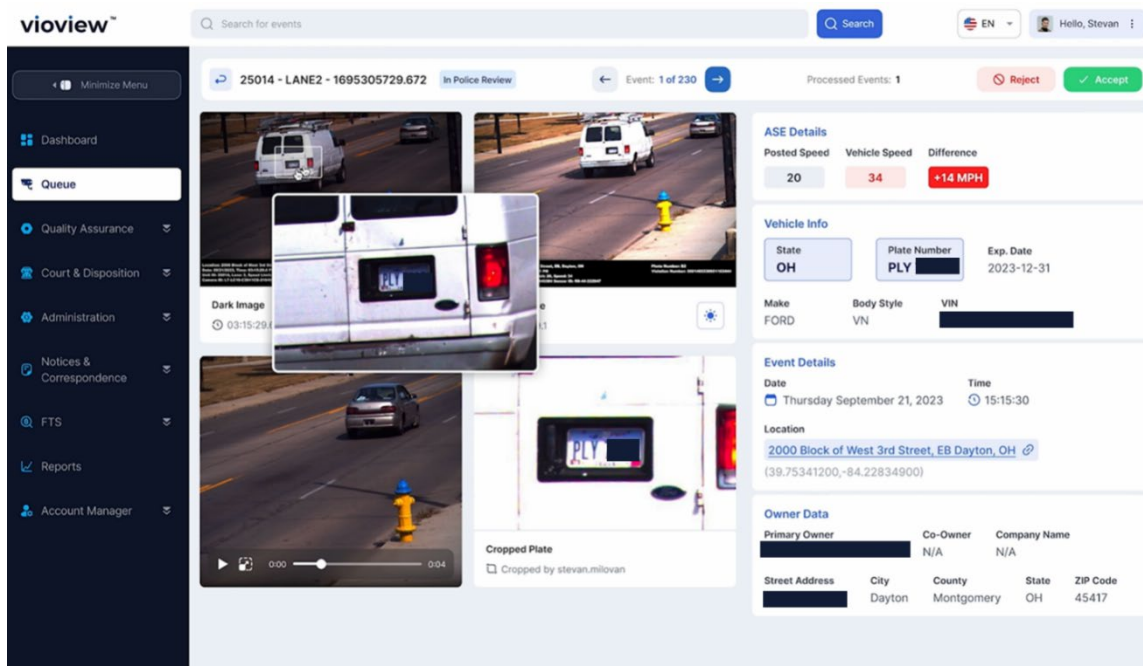 vioview™
Search for events
Search
EN
Hello, Stevan
Minimize Menu
25014 - LANE2 - 1695305729.672
In Police Review
Event: 1 of 230
Processed Events: 1
Reject
Accept
Dashboard
Queue
Quality Assurance
Court & Disposition
Administration
Notices &
Correspondence
FTS
Reports
Account Manager
PLY
Dark Image
03:15:29.
0:00
0:04
PLY
Cropped Plate
Cropped by stevan.milovan
ASE Details
Posted Speed Vehicle Speed Difference
20 34 +14 MPH
Vehicle Info
State Plate Number Exp. Date
OH PLY 2023-12-31
Make Body Style VIN
FORD VN
Event Details
Date Time
Thursday September 21, 2023 15:15:30
Location
2000 Block of West 3rd Street, EB Dayton, OH
(39.75341200,-84.22834900)
Owner Data
Primary Owner Co-Owner Company Name
N/A N/A
Street Address City County State ZIP Code
Dayton Montgomery OH 45417